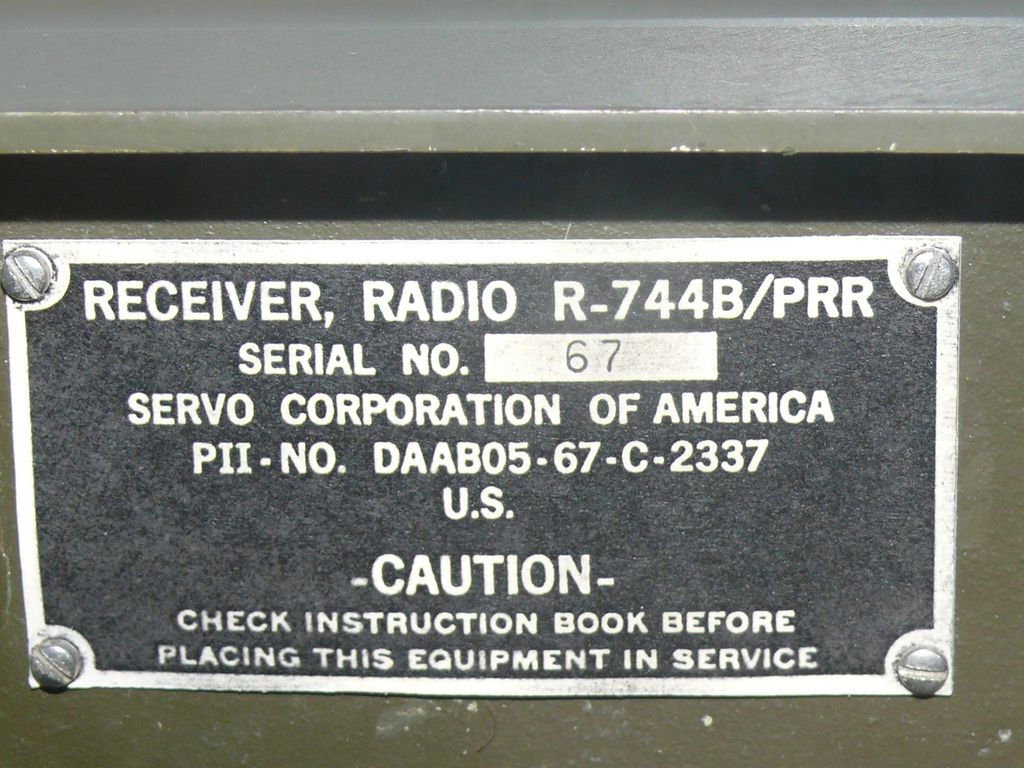 RECEIVER, RADIO R-744B/PRR
SERIAL NO. 67
SERVO CORPORATION OF AMERICA
PII-NO. DAAB05-67-C-2337
U.S.
-CAUTION-
CHECK INSTRUCTION BOOK BEFORE
PLACING THIS EQUIPMENT IN SERVICE